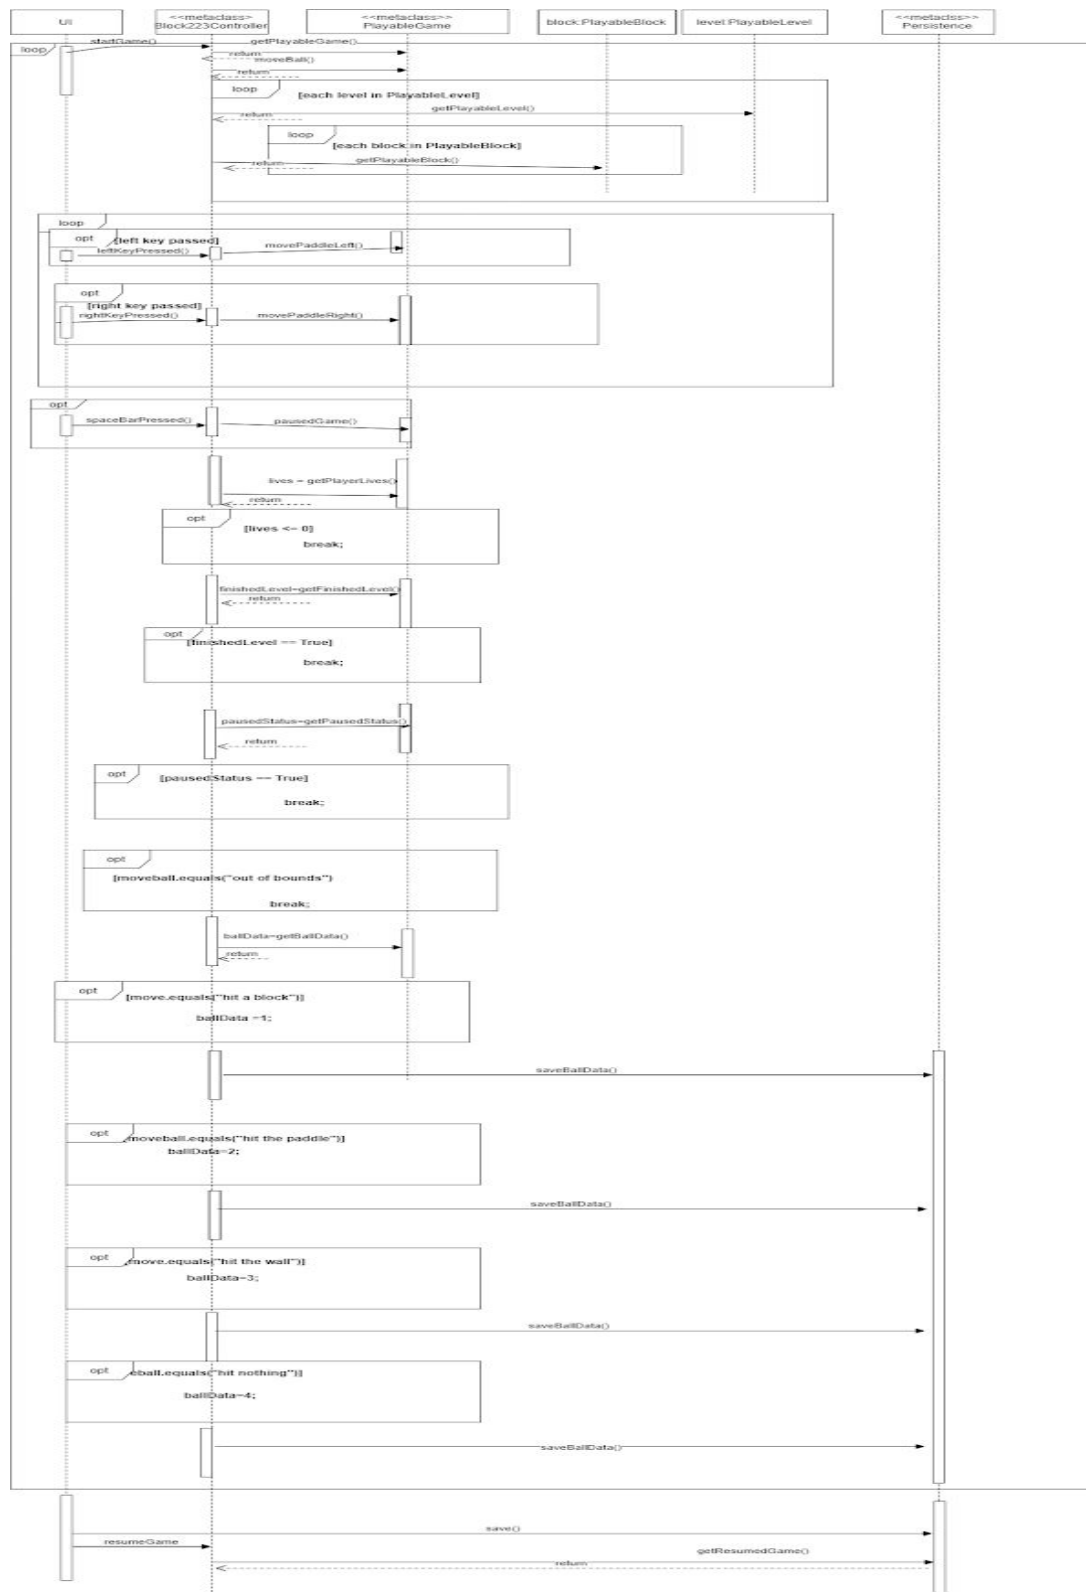 UI
<<metaclass>
Block223Controller
<<metaclass>>
PlayableGame
block:PlayableBlock
level:PlayableLevel
<<metaclss>>
Persistence
loop
startGame()
getPlayableGame()
return
moveBall()
return
loop
[each level in PlayableLevel]
getPlayableLevel()
return
loop
[each block in PlayableBlock]
getPlayableBlock()
return
loop
opt
[left key passed]
leftKeyPressed()
movePaddleLeft()
opt
[right key passed]
rightKeyPressed()
movePaddleRight()
opt
spaceBarPressed()
pausedGame()
lives = getPlayerLives()
return
opt
[lives <= 0]
break;
finishedLevel=getFinishedLevel()
return
opt
[finishedLevel == True]
break;
pausedStatus=getPausedStatus()
return
opt
[pausedStatus == True]
break;
opt
[moveball.equals("out of bounds")
break;
ballData=getBallData()
return
opt
[move.equals("hit a block")]
ballData =1;
saveBallData()
opt
moveball.equals("hit the paddle")]
ballData=2;
saveBallData()
opt
move.equals("hit the wall")]
ballData=3;
saveBallData()
opt
eball.equals("hit nothing")]
ballData=4;
saveBallData()
save()
resumeGame
getResumedGame()
return